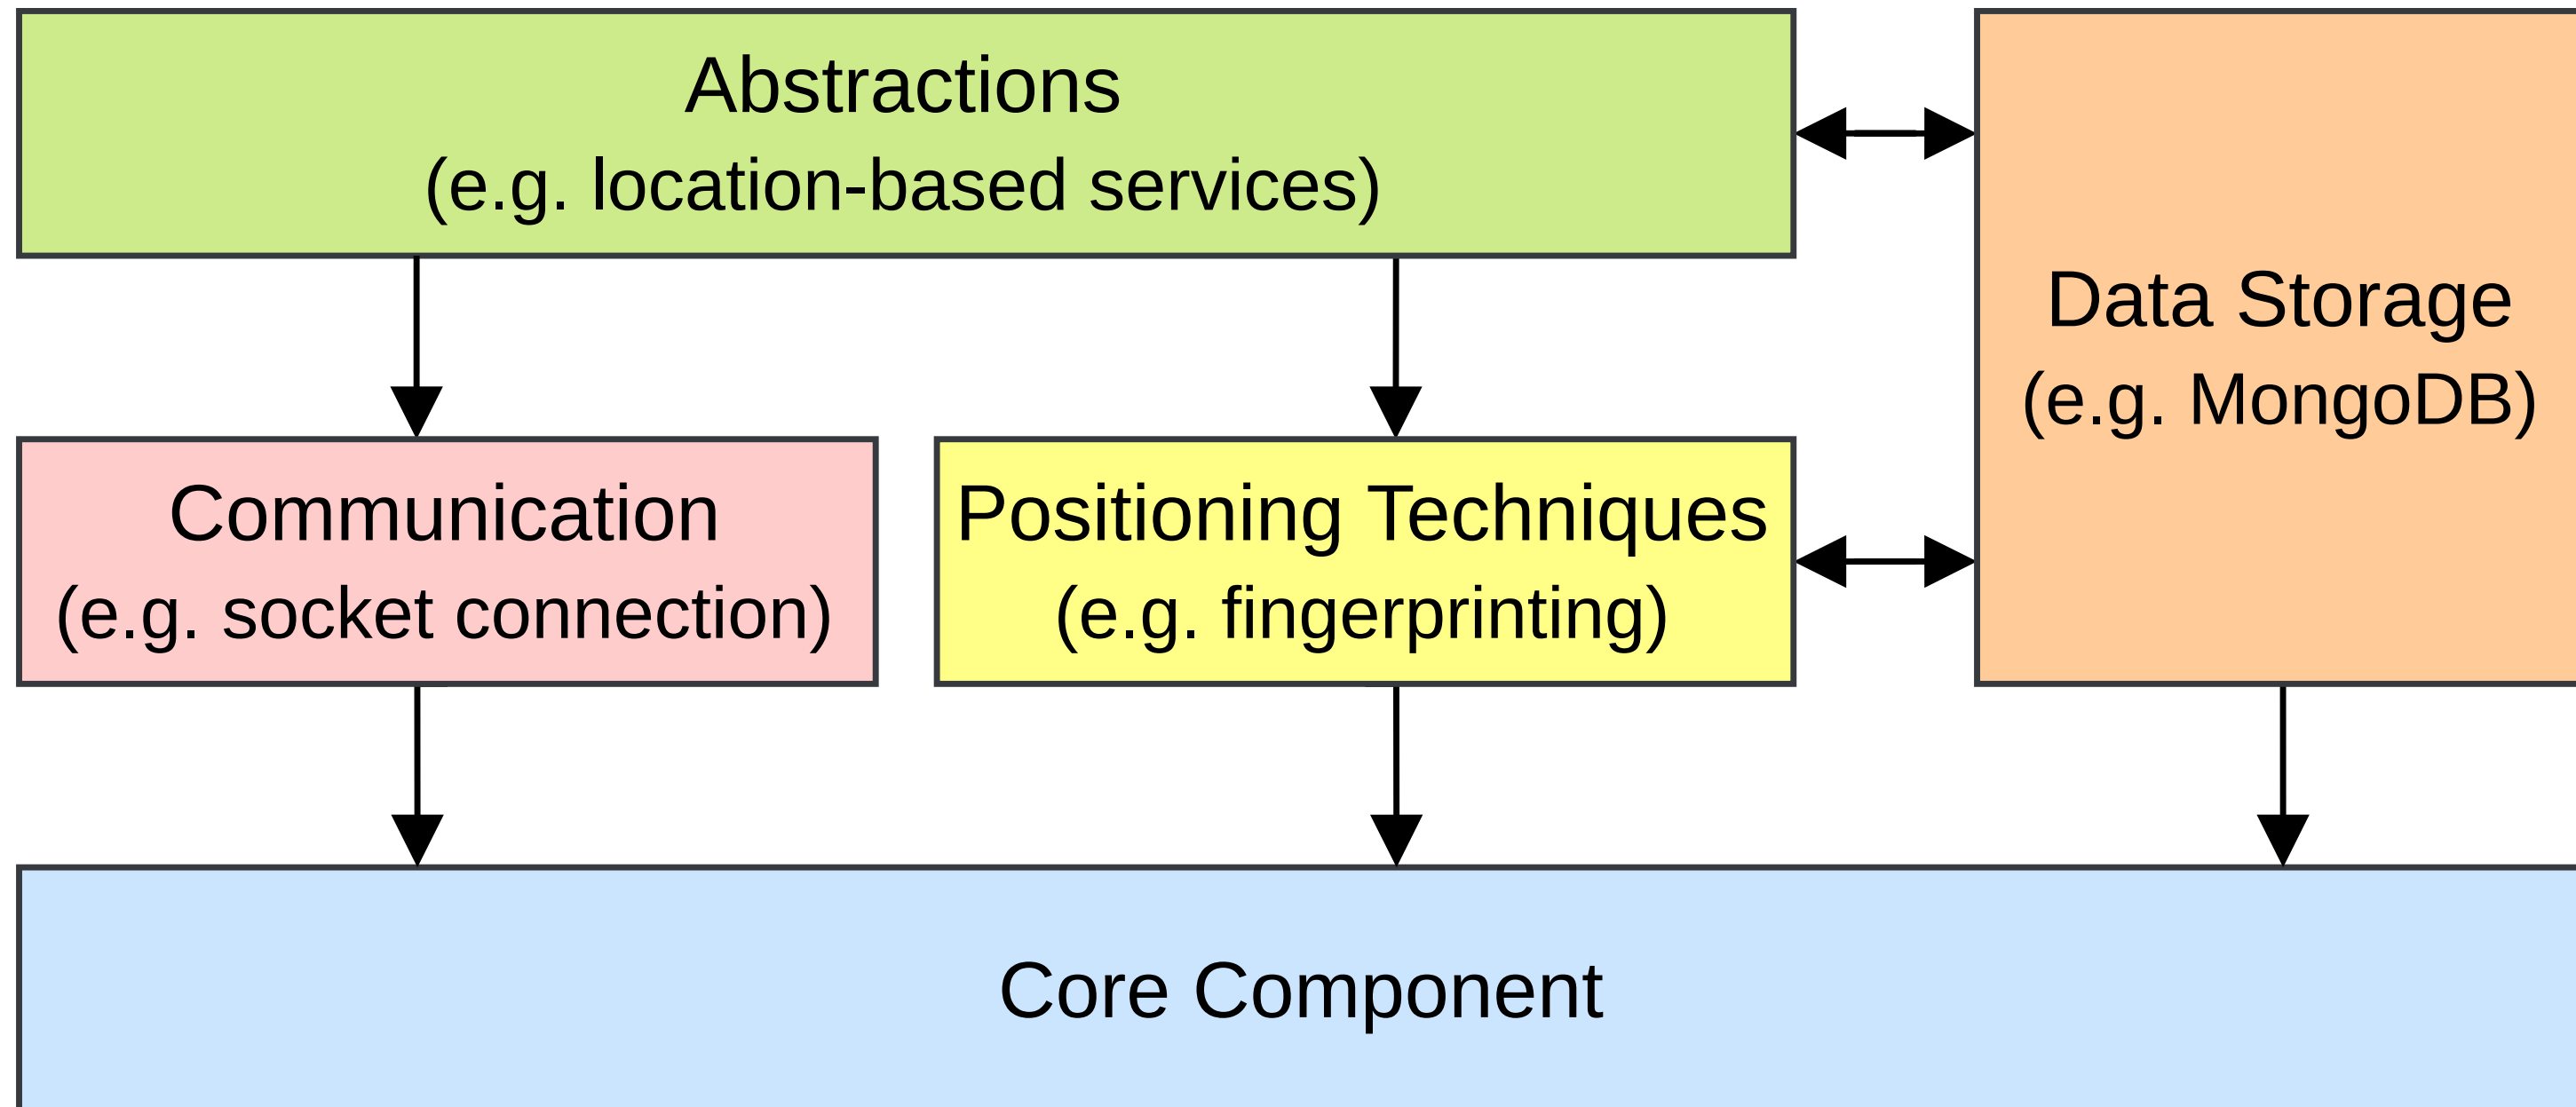 Abstractions
(e.g. location-based services)
Data Storage
(e.g. MongoDB)
Communication
(e.g. socket connection)
Positioning Techniques
(e.g. fingerprinting)
Core Component